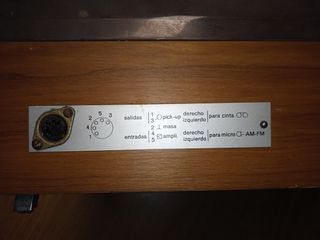 5
2 3
4
1
salidas 1 pick-up derecho para cinta
3 izquierdo
2 masa
entradas 4 ampli. derecho para micro - AM-FM
5 izquierdo